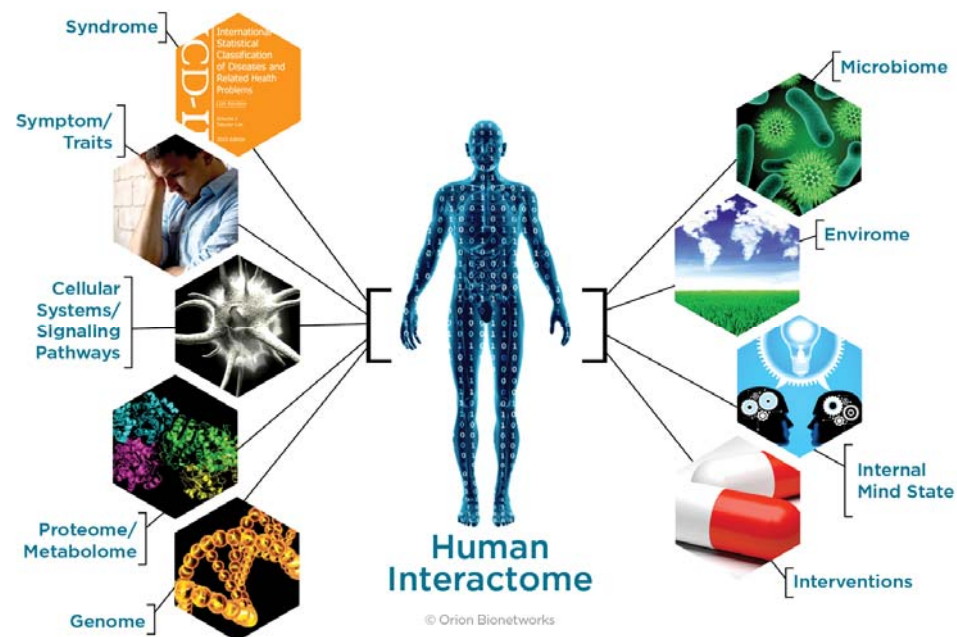 Syndrome
International
Statistical
Classification
of Diseases and
Related Health
Problems
Symptom/
Traits
Cellular
Systems/
Signaling
Pathways
Proteome/
Metabolome
Genome
Microbiome
Envirome
Internal
Mind State
Interventions
Human
Interactome
© Orion Bionetworks